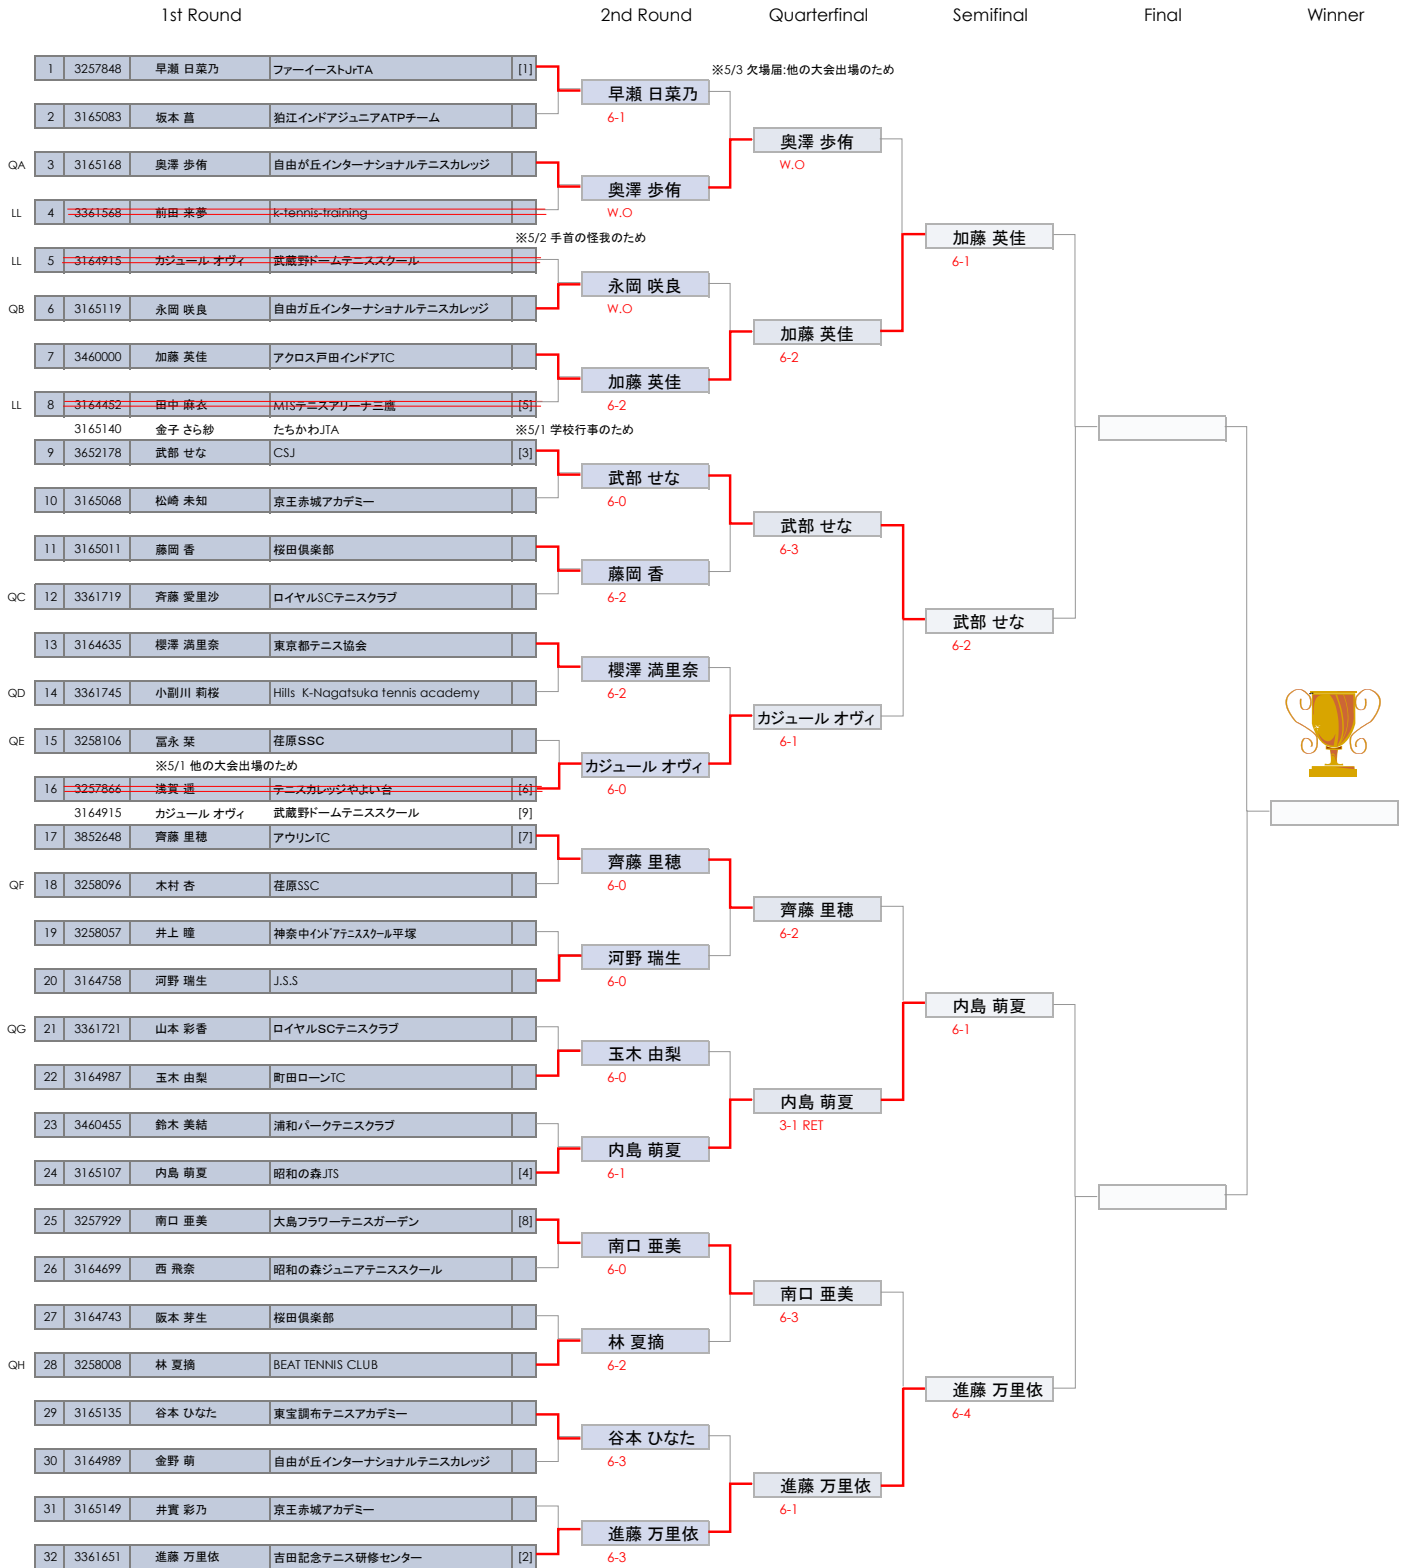 1st Round 2nd Round Quarterfinal Semifinal Final Winner
1 3257848 早瀬 日菜乃 ファーイーストJrTA [1]
※5/3 欠場届:他の大会出場のため
早瀬 日菜乃
2 3165083 坂本 菖 狛江インドアジュニアATPチーム
6-1
奥澤 歩侑
QA 3 3165168 奥澤 歩侑 自由が丘インターナショナルテニスカレッジ
W.O
奥澤 歩侑
LL 4 3361568 前田 来夢 k-tennis-training
W.O
※5/2 手首の怪我のため
加藤 英佳
LL 5 3164915 カジュール オヴィ 武蔵野ドームテニススクール
6-1
永岡 咲良
QB 6 3165119 永岡 咲良 自由ガ丘インターナショナルテニスカレッジ
W.O
加藤 英佳
7 3460000 加藤 英佳 アクロス戸田インドアTC
6-2
加藤 英佳
LL 8 3164452 田中 麻衣 MISテニスアリーナ三鷹 [5]
6-2
3165140 金子 さら紗 たちかわJTA ※5/1 学校行事のため
9 3652178 武部 せな CSJ [3]
武部 せな
10 3165068 松崎 未知 京王赤城アカデミー
6-0
武部 せな
11 3165011 藤岡 香 桜田倶楽部
6-3
藤岡 香
QC 12 3361719 斉藤 愛里沙 ロイヤルSCテニスクラブ
6-2
武部 せな
13 3164635 櫻澤 満里奈 東京都テニス協会
6-2
櫻澤 満里奈
QD 14 3361745 小副川 莉桜 Hills K-Nagatsuka tennis academy
6-2
カジュール オヴィ
QE 15 3258106 冨永 栞 荏原SSC
6-1
※5/1 他の大会出場のため
カジュール オヴィ
16 3257866 浅賀 遥 テニスカレッジやよい台 [6]
6-0
3164915 カジュール オヴィ 武蔵野ドームテニススクール [9]
17 3852648 齊藤 里穂 アウリンTC [7]
齊藤 里穂
QF 18 3258096 木村 杏 荏原SSC
6-0
齊藤 里穂
19 3258057 井上 瞳 神奈中インドアテニススクール平塚
6-2
河野 瑞生
20 3164758 河野 瑞生 J.S.S
6-0
内島 萌夏
QG 21 3361721 山本 彩香 ロイヤルSCテニスクラブ
6-1
玉木 由梨
22 3164987 玉木 由梨 町田ローンTC
6-0
内島 萌夏
23 3460455 鈴木 美結 浦和パークテニスクラブ
3-1 RET
内島 萌夏
24 3165107 内島 萌夏 昭和の森JTS [4]
6-1
25 3257929 南口 亜美 大島フラワーテニスガーデン [8]
南口 亜美
26 3164699 西 飛奈 昭和の森ジュニアテニススクール
6-0
南口 亜美
27 3164743 阪本 芽生 桜田倶楽部
6-3
林 夏摘
QH 28 3258008 林 夏摘 BEAT TENNIS CLUB
6-2
進藤 万里依
29 3165135 谷本 ひなた 東宝調布テニスアカデミー
6-4
谷本 ひなた
30 3164989 金野 萌 自由が丘インターナショナルテニスカレッジ
6-3
進藤 万里依
31 3165149 井實 彩乃 京王赤城アカデミー
6-1
進藤 万里依
32 3361651 進藤 万里依 吉田記念テニス研修センター [2]
6-3